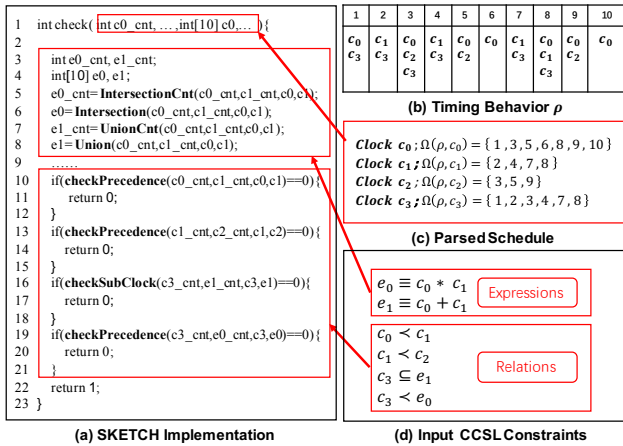 1 int check( int c0_cnt, … ,int[10] c0,… ){
2
3 int e0_cnt, e1_cnt;
4 int[10] e0, e1;
5 e0_cnt=IntersectionCnt(c0_cnt,c1_cnt,c0,c1);
6 e0=Intersection(c0_cnt,c1_cnt,c0,c1);
7 e1_cnt=UnionCnt(c0_cnt,c1_cnt,c0,c1);
8 e1=Union(c0_cnt,c1_cnt,c0,c1);
9 ……
10 if(checkPrecedence(c0_cnt,c1_cnt,c0,c1)==0){
11 return 0;
12 }
13 if(checkPrecedence(c1_cnt,c2_cnt,c1,c2)==0){
14 return 0;
15 }
16 if(checkSubClock(c3_cnt,e1_cnt,c3,e1)==0){
17 return 0;
18 }
19 if(checkPrecedence(c3_cnt,e0_cnt,c3,e0)==0){
20 return 0;
21 }
22 return 1;
23 }
(a) SKETCH Implementation
1 2 3 4 5 6 7 8 9 10
c₀ c₁ c₀ c₁ c₀ c₀ c₁ c₀ c₀ c₀
c₃ c₃ c₂ c₃ c₂ c₃ c₁ c₂
c₃ c₃
(b) Timing Behavior ρ
Clock c₀ ; Ω(ρ, c₀) = { 1, 3, 5, 6, 8, 9, 10}
Clock c₁ ; Ω(ρ, c₁) = { 2, 4, 7, 8}
Clock c₂ ; Ω(ρ, c₂) = { 3, 5, 9}
Clock c₃ ; Ω(ρ, c₃) = { 1, 2, 3, 4, 7, 8}
(c) Parsed Schedule
e₀ ≡ c₀ * c₁
e₁ ≡ c₀ + c₁
Expressions
c₀ ≺ c₁
c₁ ≺ c₂
c₃ ⊆ e₁
c₃ ≺ e₀
Relations
(d) Input CCSL Constraints